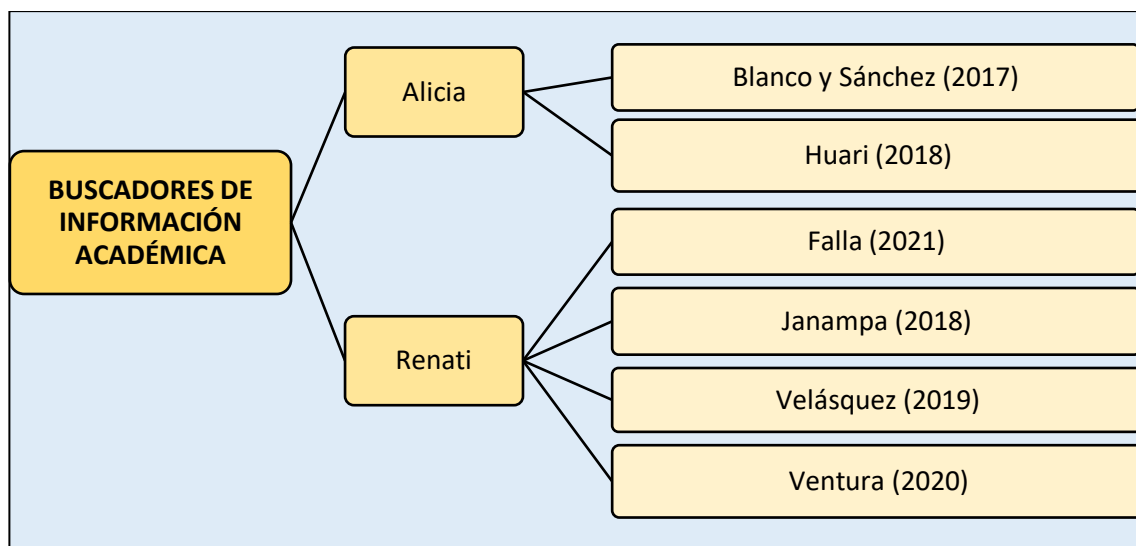 BUSCADORES DE
INFORMACIÓN
ACADÉMICA
Alicia
Blanco y Sánchez (2017)
Huari (2018)
Renati
Falla (2021)
Janampa (2018)
Velásquez (2019)
Ventura (2020)